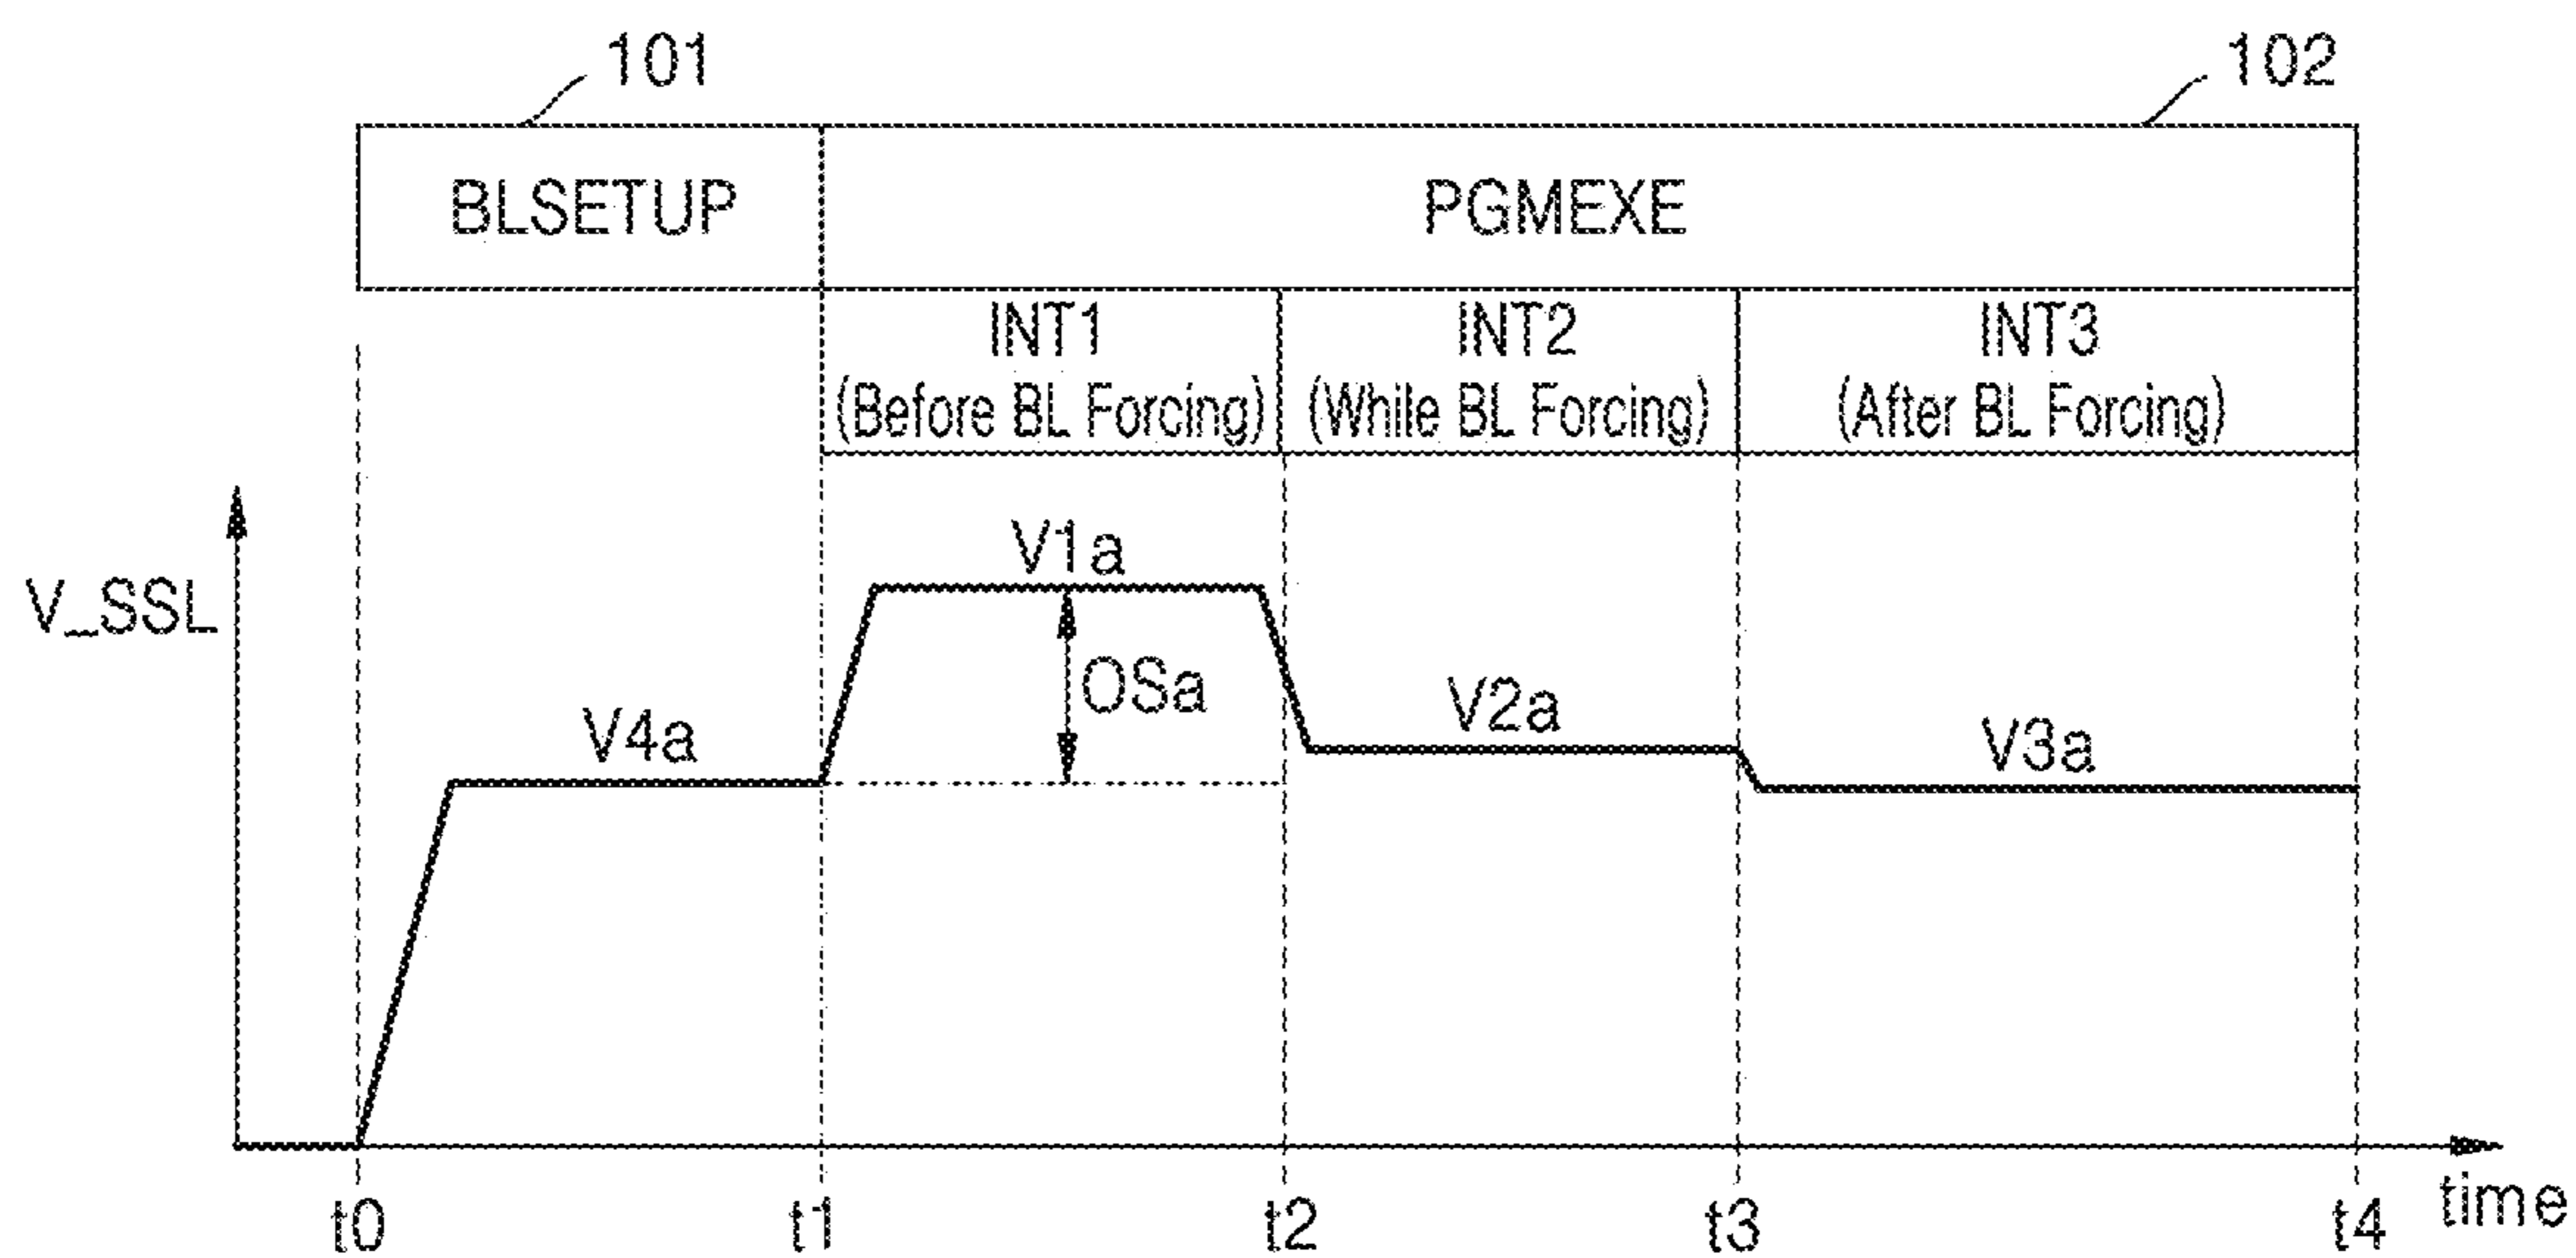 101
102
BLSETUP
PGMEXE
INT1
(Before BL Forcing)
INT2
(While BL Forcing)
INT3
(After BL Forcing)
V_SSL
V1a
OSa
V4a
V2a
V3a
t0
t1
t2
t3
t4
time